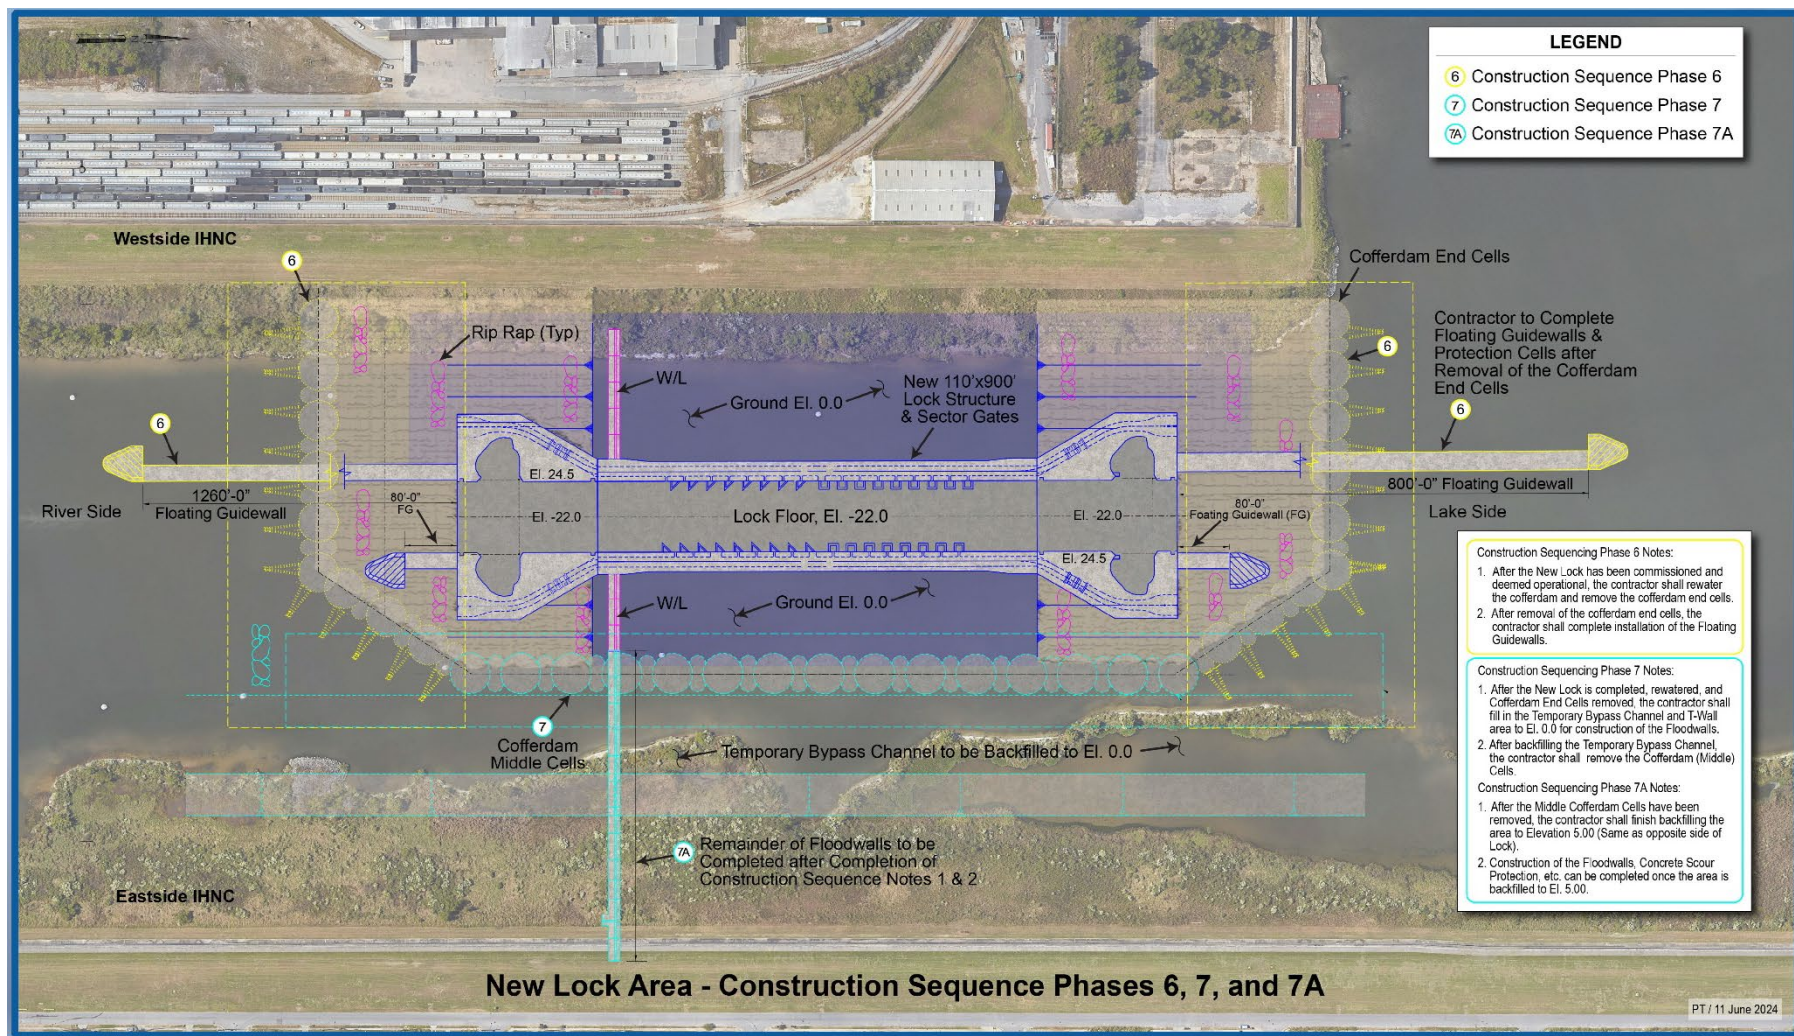 LEGEND
6 Construction Sequence Phase 6
7 Construction Sequence Phase 7
7A Construction Sequence Phase 7A
Westside IHNC
6
Cofferdam End Cells
Rip Rap (Typ)
Contractor to Complete
Floating Guidewalls &
Protection Cells after
Removal of the Cofferdam
End Cells
6
W/L
Ground El. 0.0
New 110'x900'
Lock Structure
& Sector Gates
6
6
El. 24.5
1260'-0"
Floating Guidewall
80'-0"
FG
800'-0" Floating Guidewall
River Side
El. -22.0
Lock Floor, El. -22.0
El. -22.0
80'-0"
Floating Guidewall (FG)
Lake Side
El. 24.5
W/L
Ground El. 0.0
Construction Sequencing Phase 6 Notes:
1. After the New Lock has been commissioned and
deemed operational, the contractor shall rewater
the cofferdam and remove the cofferdam end cells.
2. After removal of the cofferdam end cells, the
contractor shall complete installation of the Floating
Guidewalls.
7
Cofferdam
Middle Cells
Temporary Bypass Channel to be Backfilled to El. 0.0
Construction Sequencing Phase 7 Notes:
1. After the New Lock is completed, rewatered, and
Cofferdam End Cells removed, the contractor shall
fill in the Temporary Bypass Channel and T-Wall
area to El. 0.0 for construction of the Floodwalls.
2. After backfilling the Temporary Bypass Channel,
the contractor shall remove the Cofferdam (Middle)
Cells.
Construction Sequencing Phase 7A Notes:
1. After the Middle Cofferdam Cells have been
removed, the contractor shall finish backfilling the
area to Elevation 5.00 (Same as opposite side of
Lock).
2. Construction of the Floodwalls, Concrete Scour
Protection, etc. can be completed once the area is
backfilled to El. 5.00.
7A
Remainder of Floodwalls to be
Completed after Completion of
Construction Sequence Notes 1 & 2
Eastside IHNC
New Lock Area - Construction Sequence Phases 6, 7, and 7A
PT / 11 June 2024